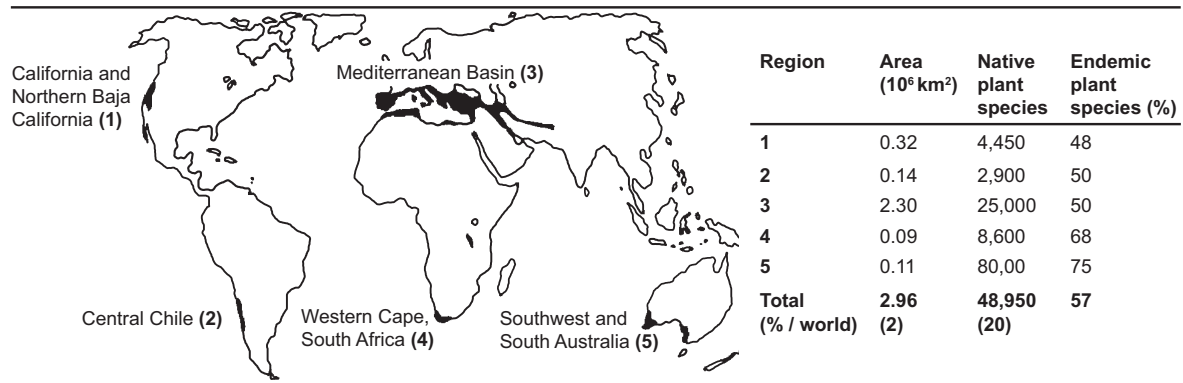 California and
Northern Baja
California (1)
Mediterranean Basin (3)
Central Chile (2)
Western Cape,
South Africa (4)
Southwest and
South Australia (5)
Region Area Native Endemic
(10⁶ km²) plant plant
species species (%)
1 0.32 4,450 48
2 0.14 2,900 50
3 2.30 25,000 50
4 0.09 8,600 68
5 0.11 80,00 75
Total 2.96 48,950 57
(% / world) (2) (20)